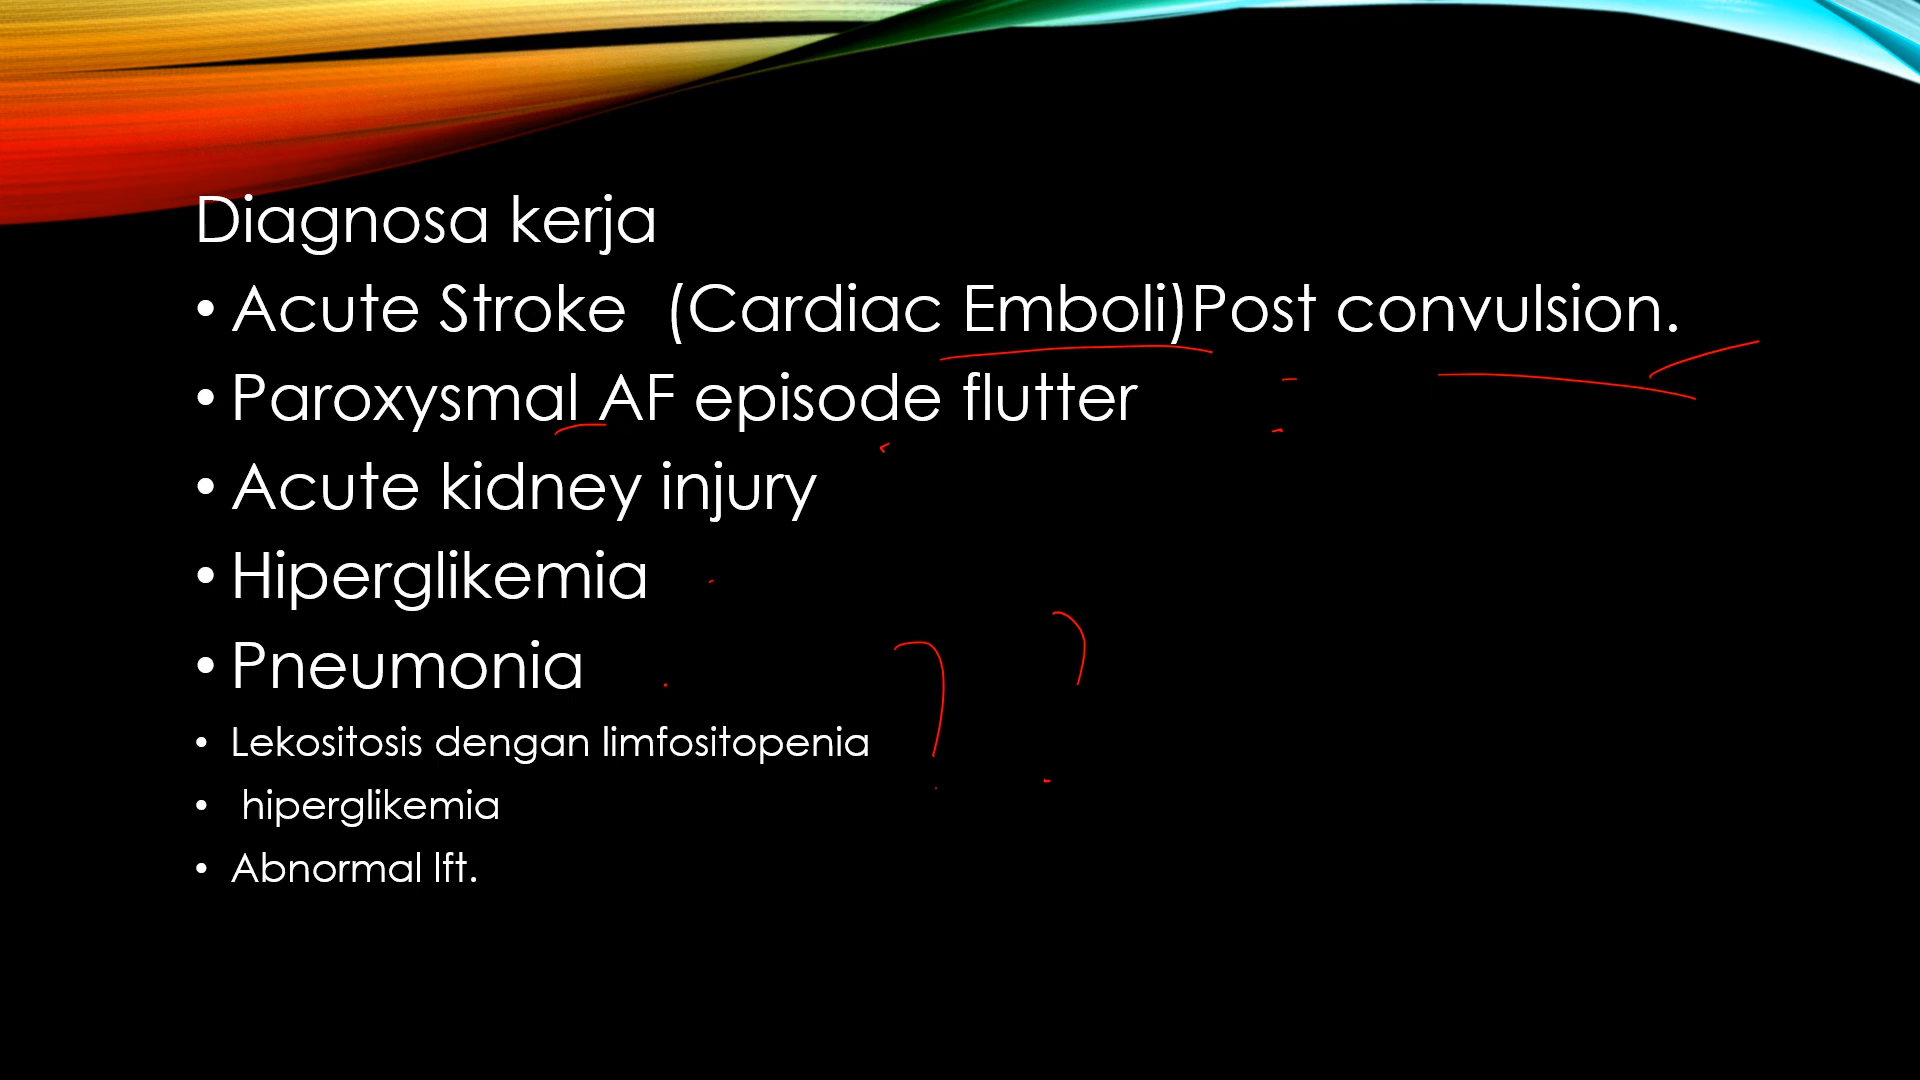 Diagnosa kerja
• Acute Stroke (Cardiac Emboli)Post convulsion.
• Paroxysmal AF episode flutter
• Acute kidney injury
• Hiperglikemia
• Pneumonia
• Lekositosis dengan limfositopenia
• hiperglikemia
• Abnormal lft.